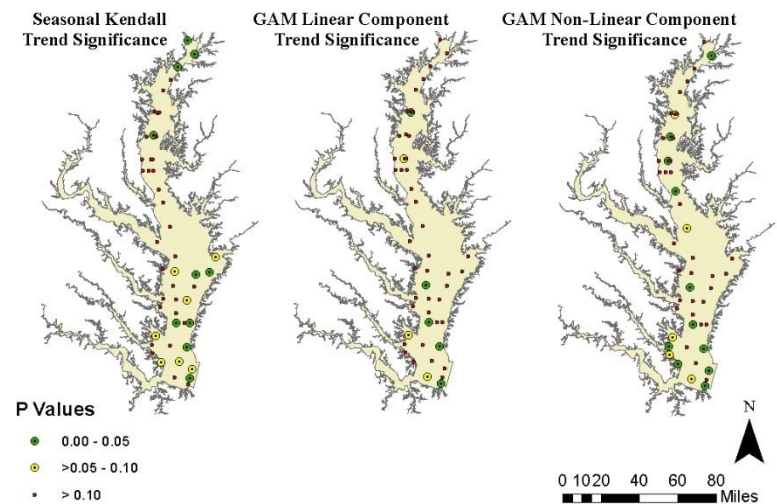 Seasonal Kendall
Trend Significance
GAM Linear Component
Trend Significance
GAM Non-Linear Component
Trend Significance
P Values
0.00 - 0.05
>0.05 - 0.10
> 0.10
N
0 10 20 40 60 80
Miles